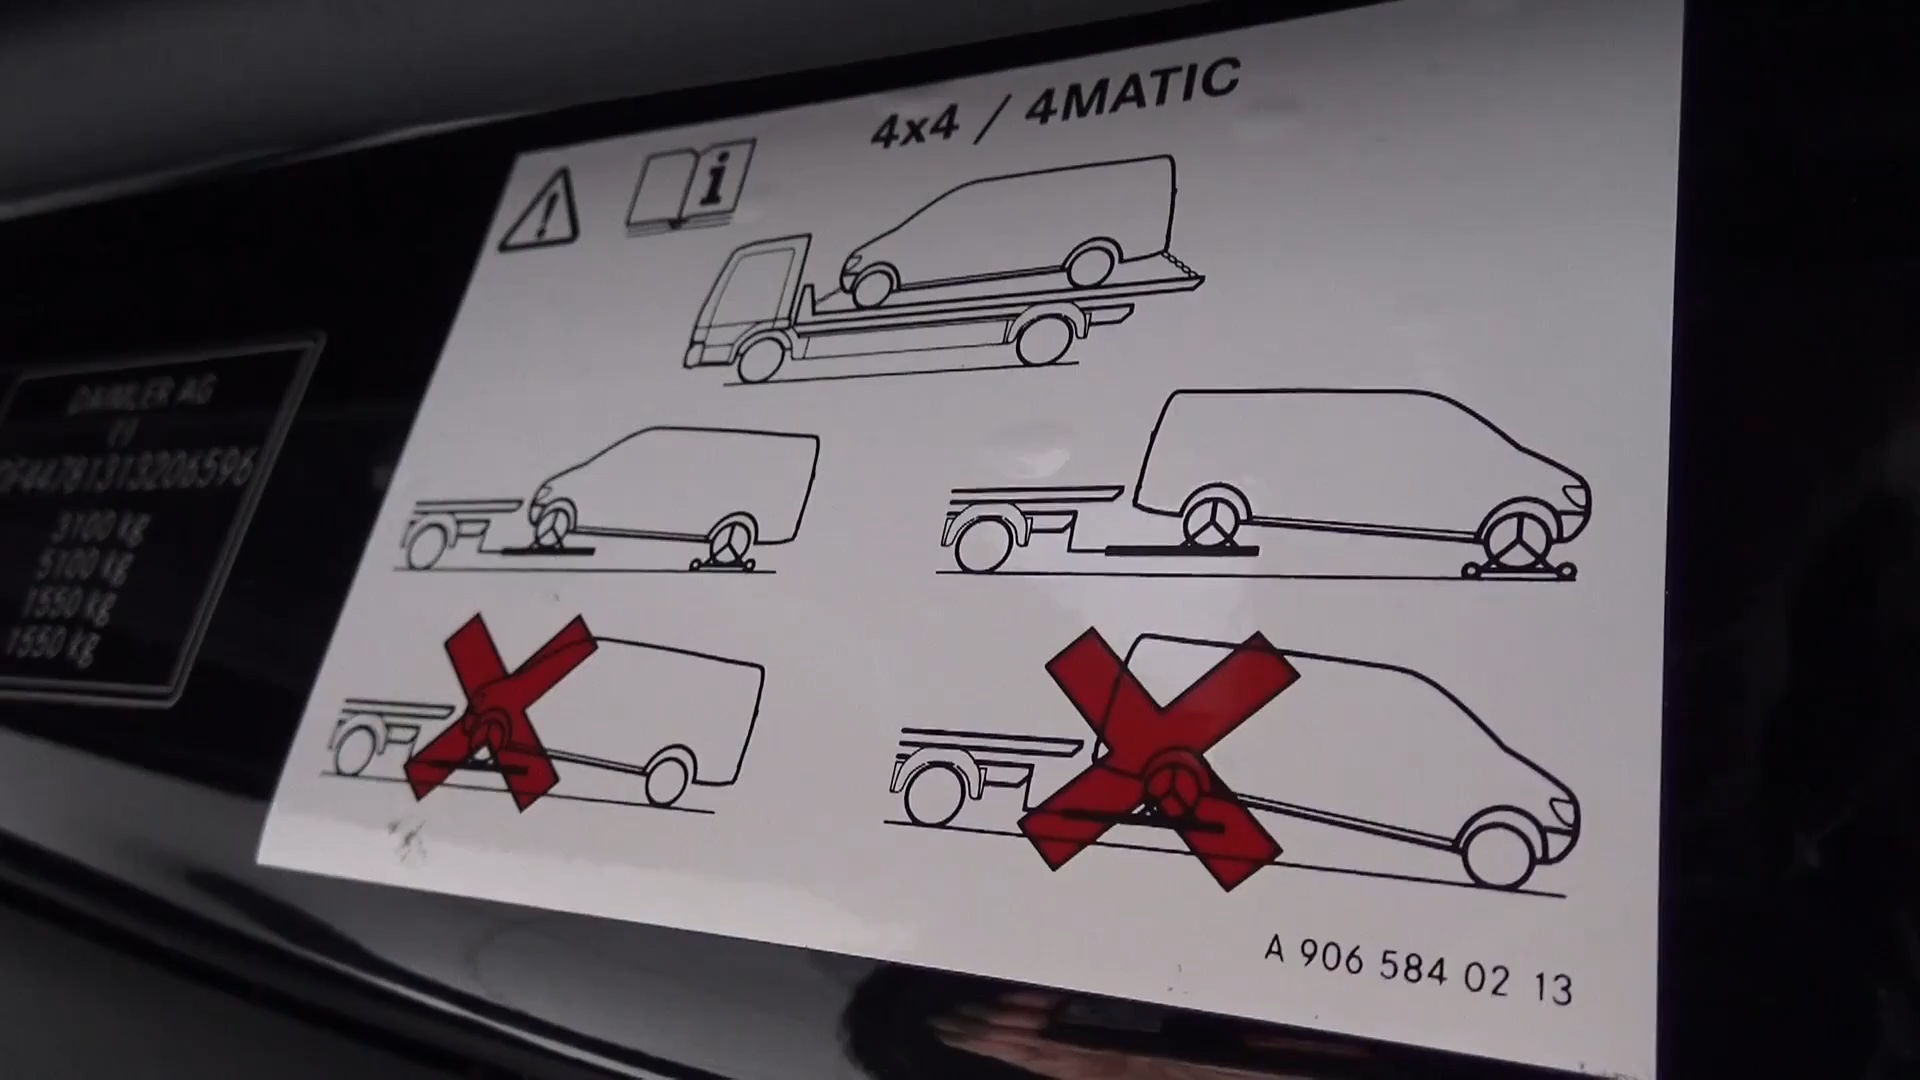 4x4 / 4MATIC
i
DAIMLER AG
3100 kg
5100 kg
1550 kg
1550 kg
A 906 584 02 13